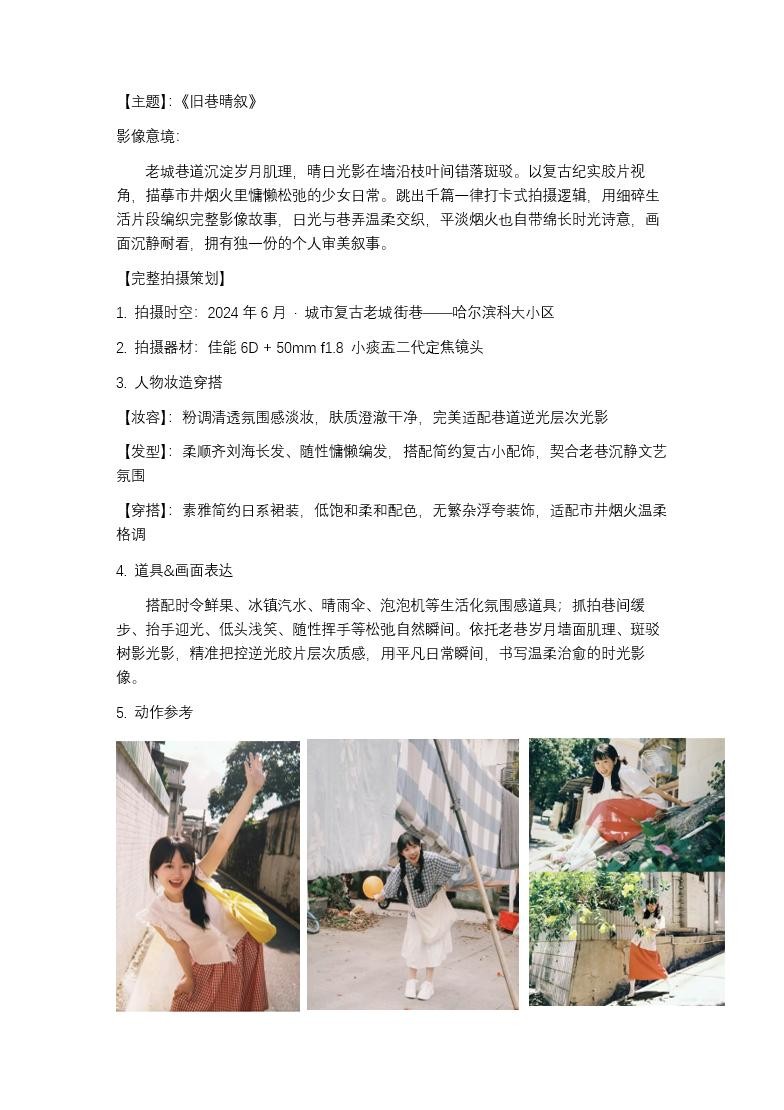 【主题】：《旧巷晴叙》
影像意境：
老城巷道沉淀岁月肌理，晴日光影在墙沿枝叶间错落斑驳。以复古纪实胶片视
角，描摹市井烟火里慵懒松弛的少女日常。跳出千篇一律打卡式拍摄逻辑，用细碎生
活片段编织完整影像故事，日光与巷弄温柔交织，平淡烟火也自带绵长时光诗意，画
面沉静耐看，拥有独一份的个人审美叙事。
【完整拍摄策划】
1. 拍摄时空：2024 年 6 月 · 城市复古老城街巷——哈尔滨科大小区
2. 拍摄器材：佳能 6D + 50mm f1.8 小痰盂二代定焦镜头
3. 人物妆造穿搭
【妆容】：粉调清透氛围感淡妆，肤质澄澈干净，完美适配巷道逆光层次光影
【发型】：柔顺齐刘海长发、随性慵懒编发，搭配简约复古小配饰，契合老巷沉静文艺
氛围
【穿搭】：素雅简约日系裙装，低饱和柔和配色，无繁杂浮夸装饰，适配市井烟火温柔
格调
4. 道具&画面表达
搭配时令鲜果、冰镇汽水、晴雨伞、泡泡机等生活化氛围感道具；抓拍巷间缓
步、抬手迎光、低头浅笑、随性挥手等松弛自然瞬间。依托老巷岁月墙面肌理、斑驳
树影光影，精准把控逆光胶片层次质感，用平凡日常瞬间，书写温柔治愈的时光影
像。
5. 动作参考